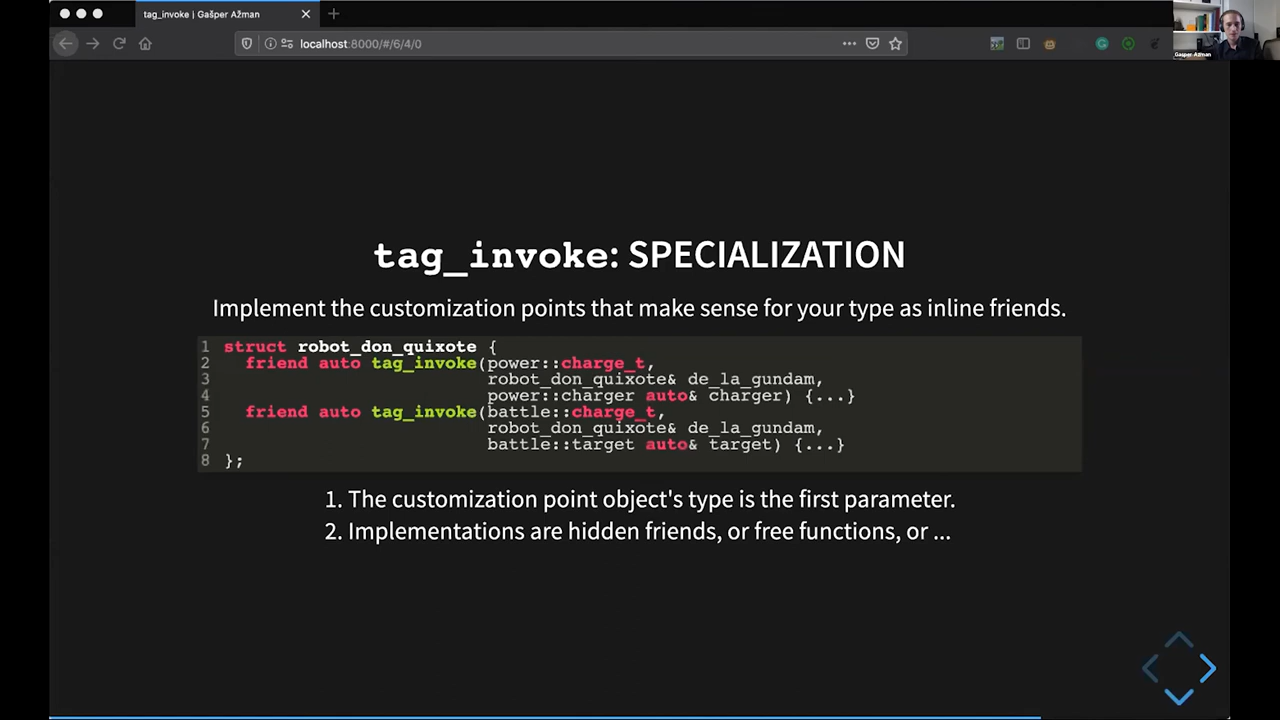 tag_invoke | Gašper Ažman
localhost:8000/#/6/4/0
Gašper Ažman
tag_invoke: SPECIALIZATION
Implement the customization points that make sense for your type as inline friends.
1 struct robot_don_quixote {
2 friend auto tag_invoke(power::charge_t,
3 robot_don_quixote& de_la_gundam,
4 power::charger auto& charger) {...}
5 friend auto tag_invoke(battle::charge_t,
6 robot_don_quixote& de_la_gundam,
7 battle::target auto& target) {...}
8 };
1. The customization point object's type is the first parameter.
2. Implementations are hidden friends, or free functions, or ...